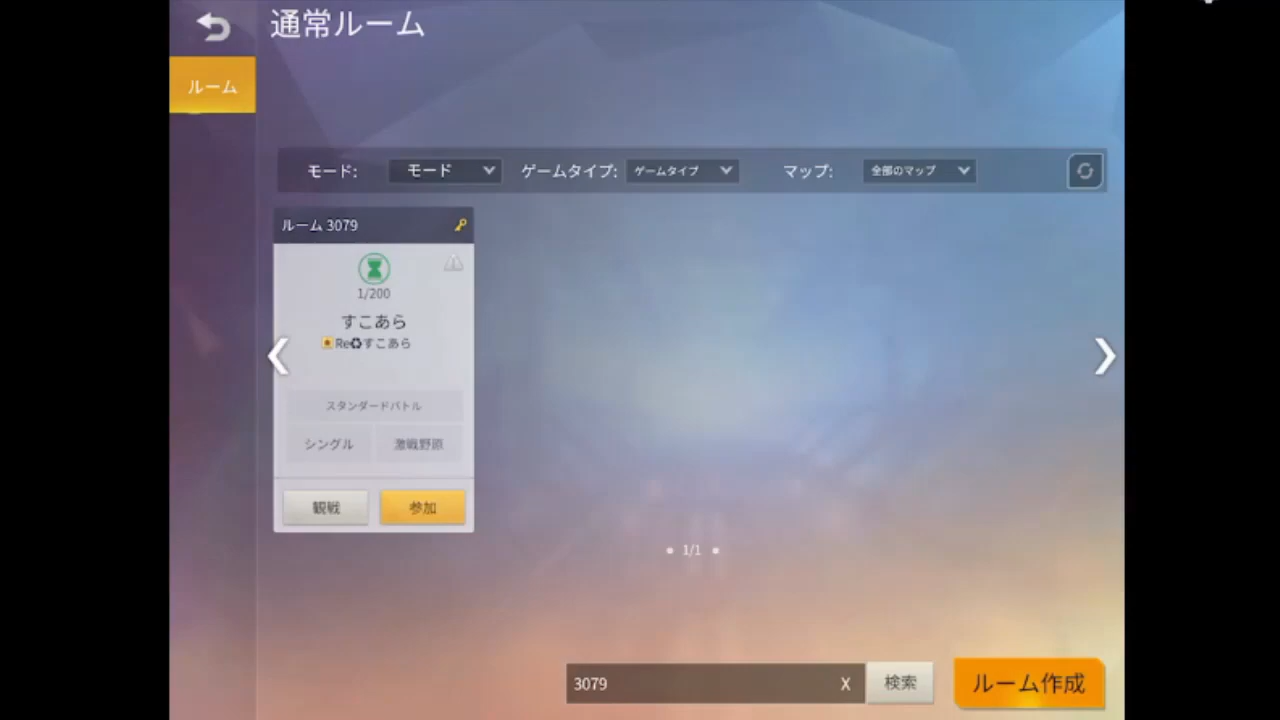 通常ルーム
ルーム
モード: モード ゲームタイプ: ゲームタイプ マップ: 全部のマップ
ルーム 3079
1/200
すこあら
Re♻すこあら
スタンダードバトル
シングル 激戦野原
観戦 参加
1/1
3079 X 検索 ルーム作成